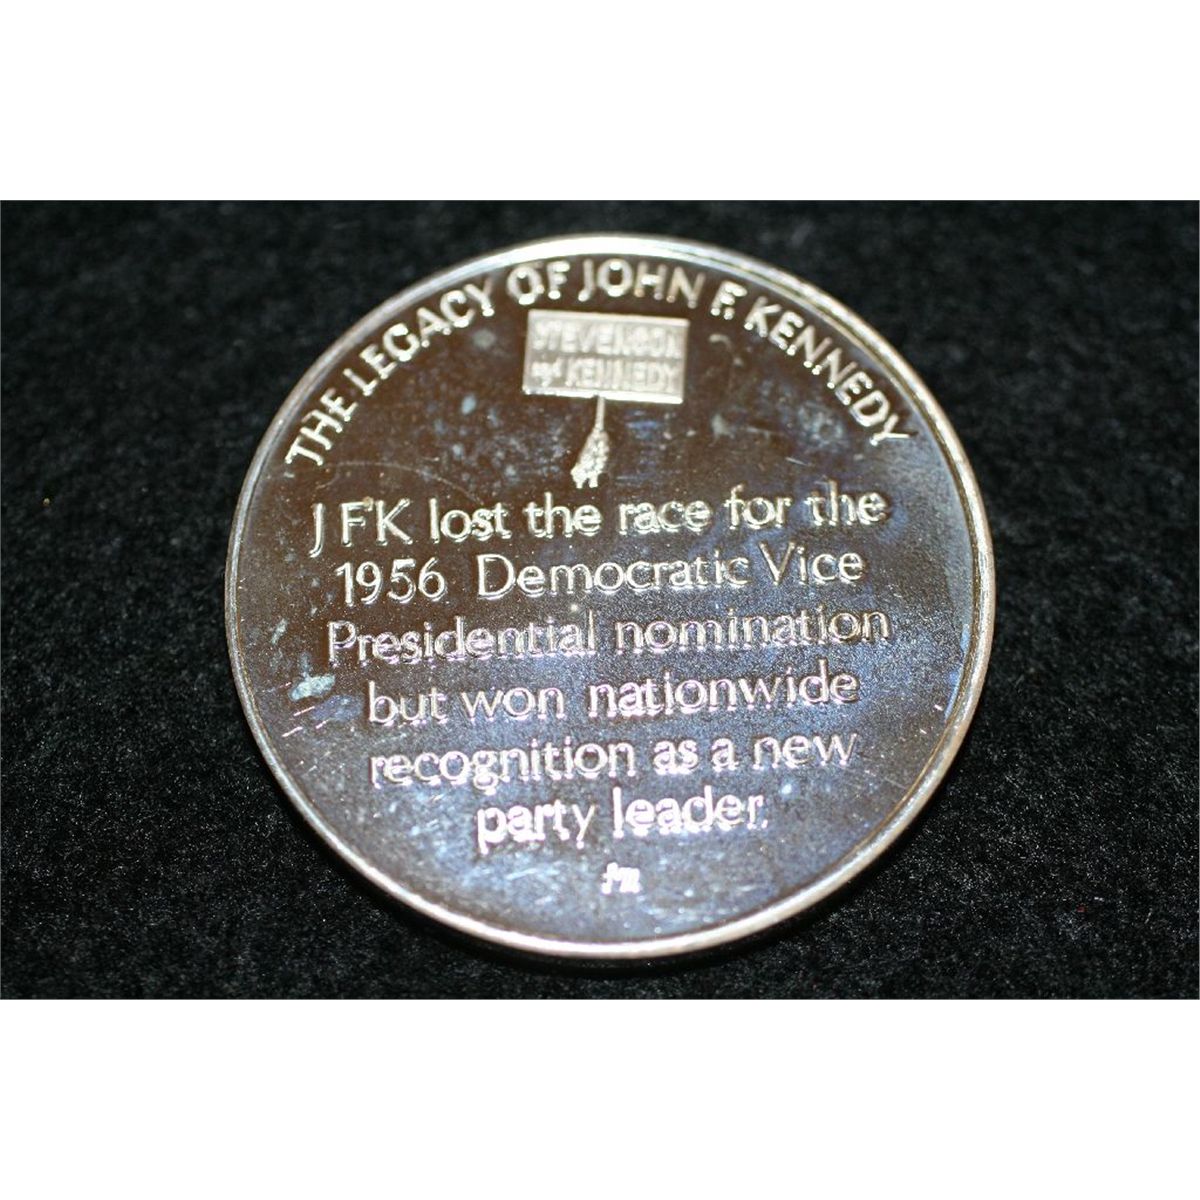 THE LEGACY OF JOHN F. KENNEDY
STEVENSON
and KENNEDY
JFK lost the race for the
1956 Democratic Vice
Presidential nomination
but won nationwide
recognition as a new
party leader.